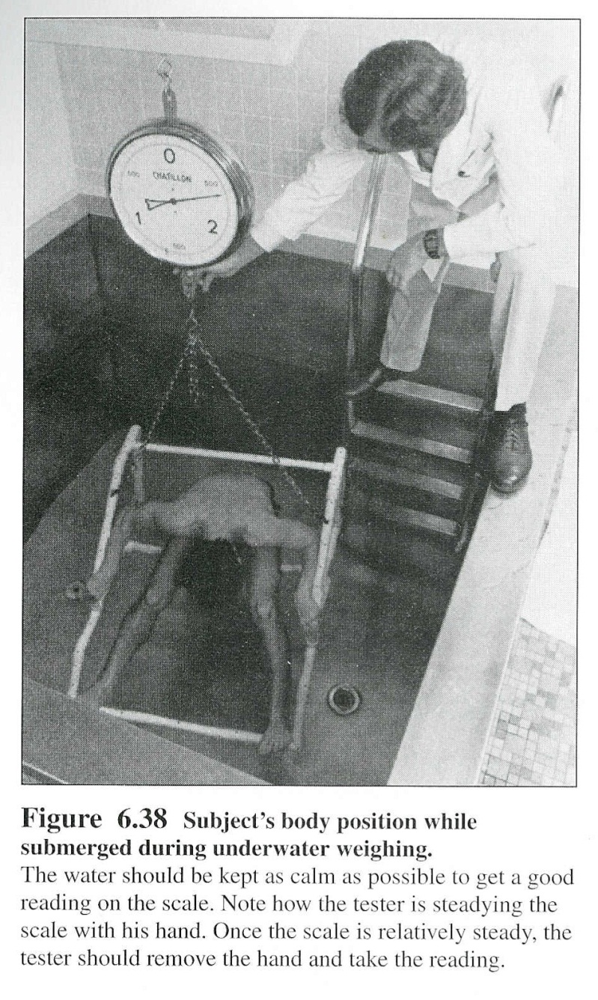 0
500 CHATILLON 500
1
2
500
Figure 6.38 Subject's body position while
submerged during underwater weighing.
The water should be kept as calm as possible to get a good
reading on the scale. Note how the tester is steadying the
scale with his hand. Once the scale is relatively steady, the
tester should remove the hand and take the reading.